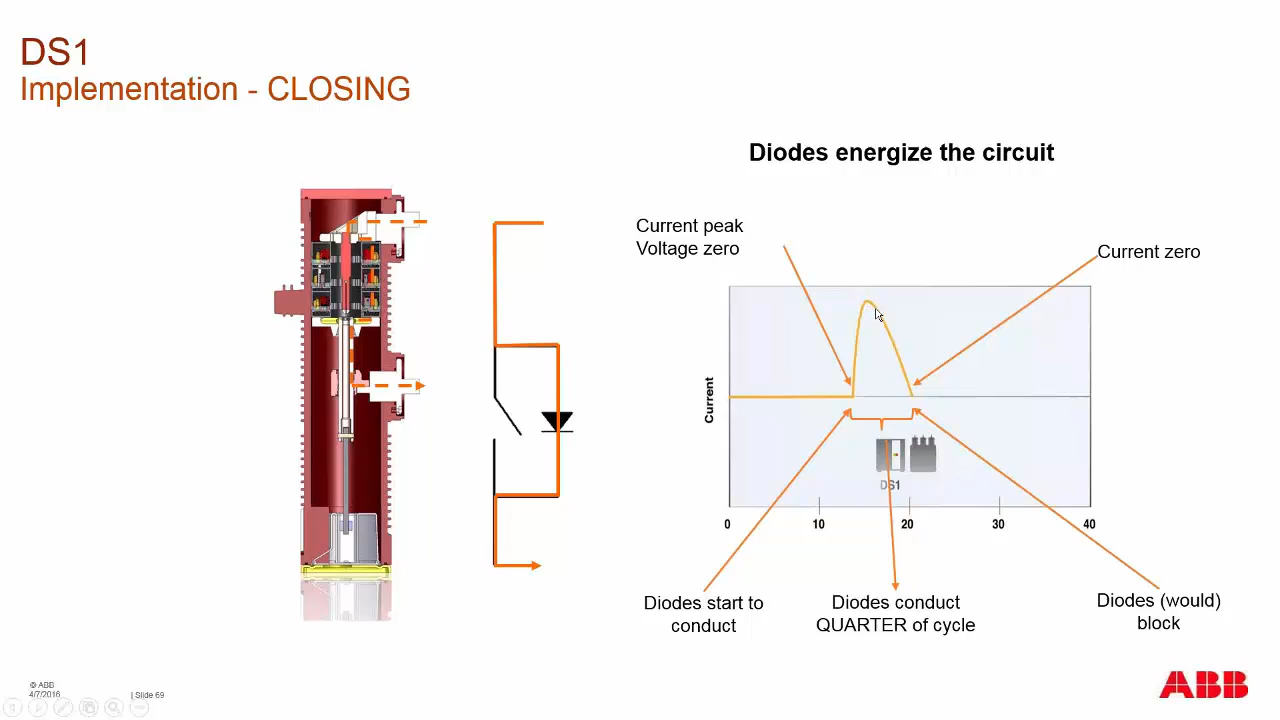 DS1
Implementation - CLOSING
Diodes energize the circuit
Current peak
Voltage zero
Current zero
Current
DS1
0
10
20
30
40
Diodes start to
conduct
Diodes conduct
QUARTER of cycle
Diodes (would)
block
© ABB
4/7/2016
| Slide 69
ABB